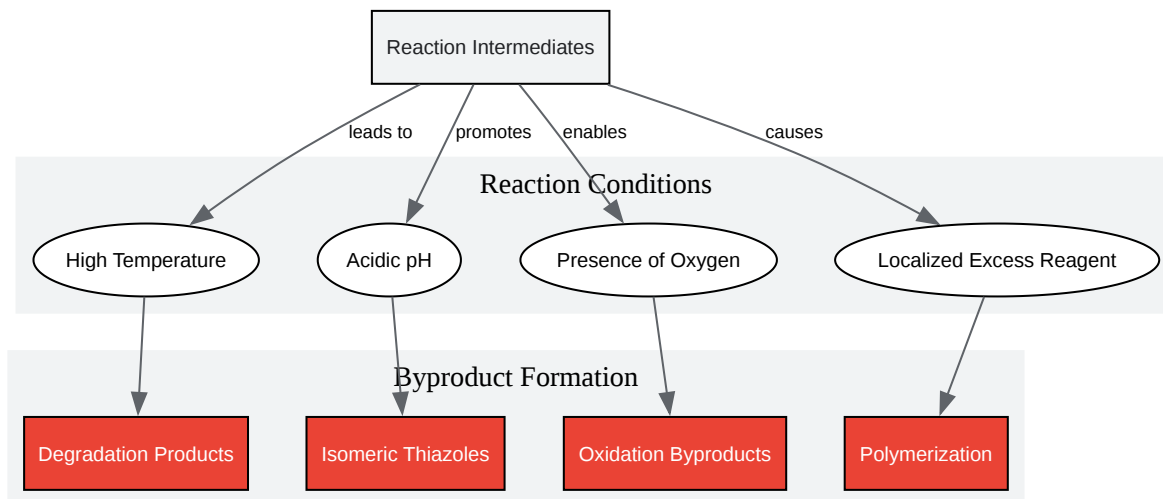 Reaction Intermediates
leads to
promotes
enables
causes
Reaction Conditions
High Temperature
Acidic pH
Presence of Oxygen
Localized Excess Reagent
Byproduct Formation
Degradation Products
Isomeric Thiazoles
Oxidation Byproducts
Polymerization